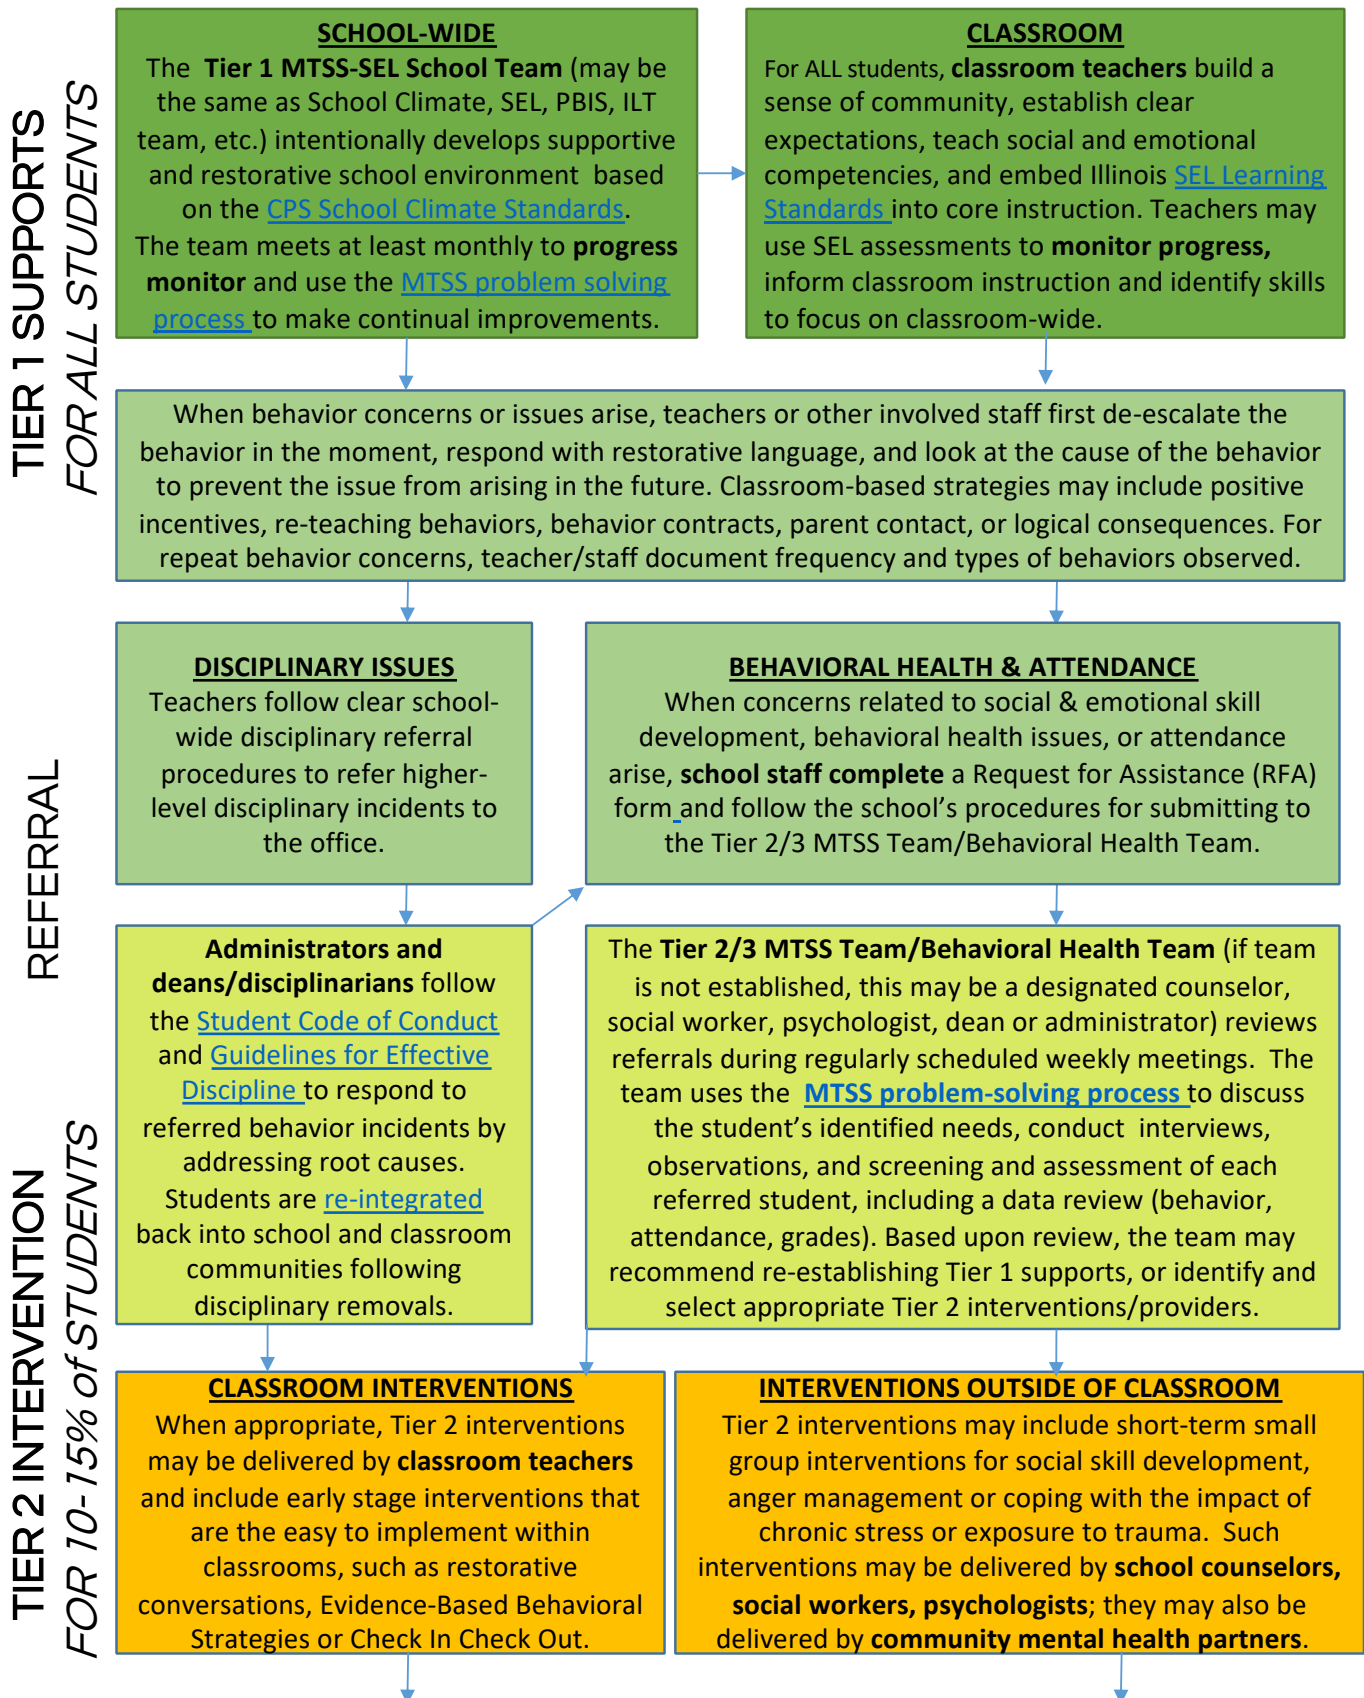 TIER 1 SUPPORTS
FOR ALL STUDENTS
SCHOOL-WIDE
The Tier 1 MTSS-SEL School Team (may be
the same as School Climate, SEL, PBIS, ILT
team, etc.) intentionally develops supportive
and restorative school environment based
on the CPS School Climate Standards.
The team meets at least monthly to progress
monitor and use the MTSS problem solving
process to make continual improvements.
CLASSROOM
For ALL students, classroom teachers build a
sense of community, establish clear
expectations, teach social and emotional
competencies, and embed Illinois SEL Learning
Standards into core instruction. Teachers may
use SEL assessments to monitor progress,
inform classroom instruction and identify skills
to focus on classroom-wide.
When behavior concerns or issues arise, teachers or other involved staff first de-escalate the
behavior in the moment, respond with restorative language, and look at the cause of the behavior
to prevent the issue from arising in the future. Classroom-based strategies may include positive
incentives, re-teaching behaviors, behavior contracts, parent contact, or logical consequences. For
repeat behavior concerns, teacher/staff document frequency and types of behaviors observed.
REFERRAL
DISCIPLINARY ISSUES
Teachers follow clear school-
wide disciplinary referral
procedures to refer higher-
level disciplinary incidents to
the office.
BEHAVIORAL HEALTH & ATTENDANCE
When concerns related to social & emotional skill
development, behavioral health issues, or attendance
arise, school staff complete a Request for Assistance (RFA)
form and follow the school's procedures for submitting to
the Tier 2/3 MTSS Team/Behavioral Health Team.
Administrators and
deans/disciplinarians follow
the Student Code of Conduct
and Guidelines for Effective
Discipline to respond to
referred behavior incidents by
addressing root causes.
Students are re-integrated
back into school and classroom
communities following
disciplinary removals.
The Tier 2/3 MTSS Team/Behavioral Health Team (if team
is not established, this may be a designated counselor,
social worker, psychologist, dean or administrator) reviews
referrals during regularly scheduled weekly meetings. The
team uses the MTSS problem-solving process to discuss
the student's identified needs, conduct interviews,
observations, and screening and assessment of each
referred student, including a data review (behavior,
attendance, grades). Based upon review, the team may
recommend re-establishing Tier 1 supports, or identify and
select appropriate Tier 2 interventions/providers.
TIER 2 INTERVENTION
FOR 10-15% of STUDENTS
CLASSROOM INTERVENTIONS
When appropriate, Tier 2 interventions
may be delivered by classroom teachers
and include early stage interventions that
are the easy to implement within
classrooms, such as restorative
conversations, Evidence-Based Behavioral
Strategies or Check In Check Out.
INTERVENTIONS OUTSIDE OF CLASSROOM
Tier 2 interventions may include short-term small
group interventions for social skill development,
anger management or coping with the impact of
chronic stress or exposure to trauma. Such
interventions may be delivered by school counselors,
social workers, psychologists; they may also be
delivered by community mental health partners.